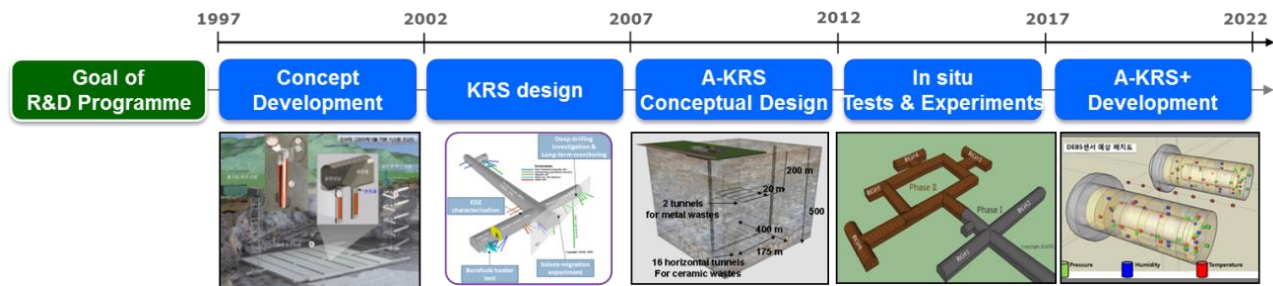 1997
2002
2007
2012
2017
2022
Goal of
R&D Programme
Concept
Development
KRS design
A-KRS
Conceptual Design
In situ
Tests & Experiments
A-KRS+
Development
Deep drilling
investigation &
Long-term monitoring
EDZ
characterization
Borehole heater
test
Solute migration
experiment
200 m
20 m
2 tunnels
for metal wastes
500
400 m
175 m
16 horizontal tunnels
For ceramic wastes
Phase II
Phase I
DEBS센서 예상 배치도
Pressure
Humidity
Temperature